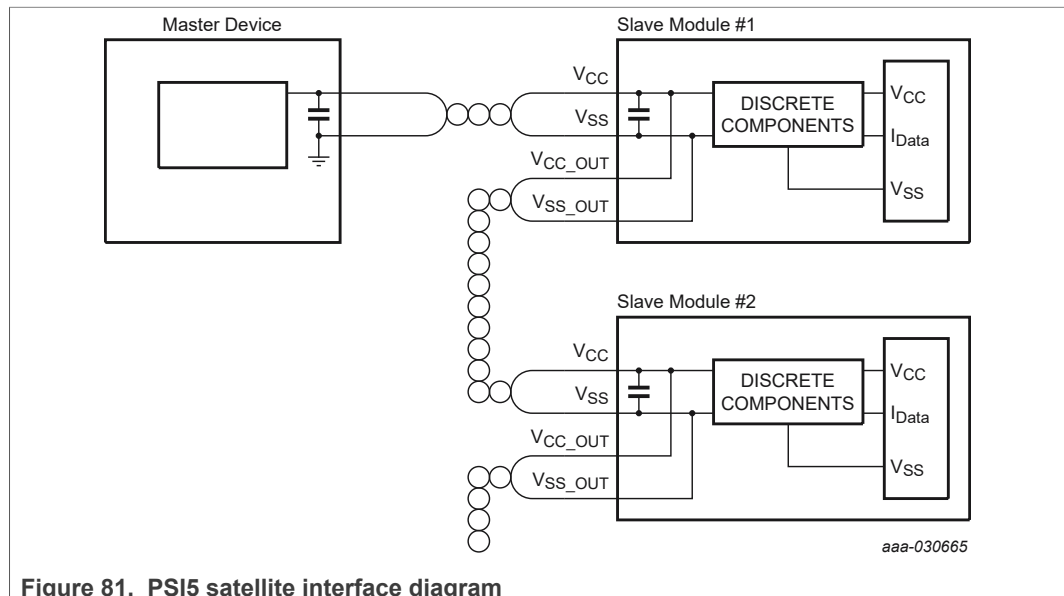 Master Device
Slave Module #1
VCC
VSS
VCC_OUT
VSS_OUT
DISCRETE
COMPONENTS
VCC
IData
VSS
Slave Module #2
VCC
VSS
VCC_OUT
VSS_OUT
DISCRETE
COMPONENTS
VCC
IData
VSS
aaa-030665
Figure 81. PSI5 satellite interface diagram